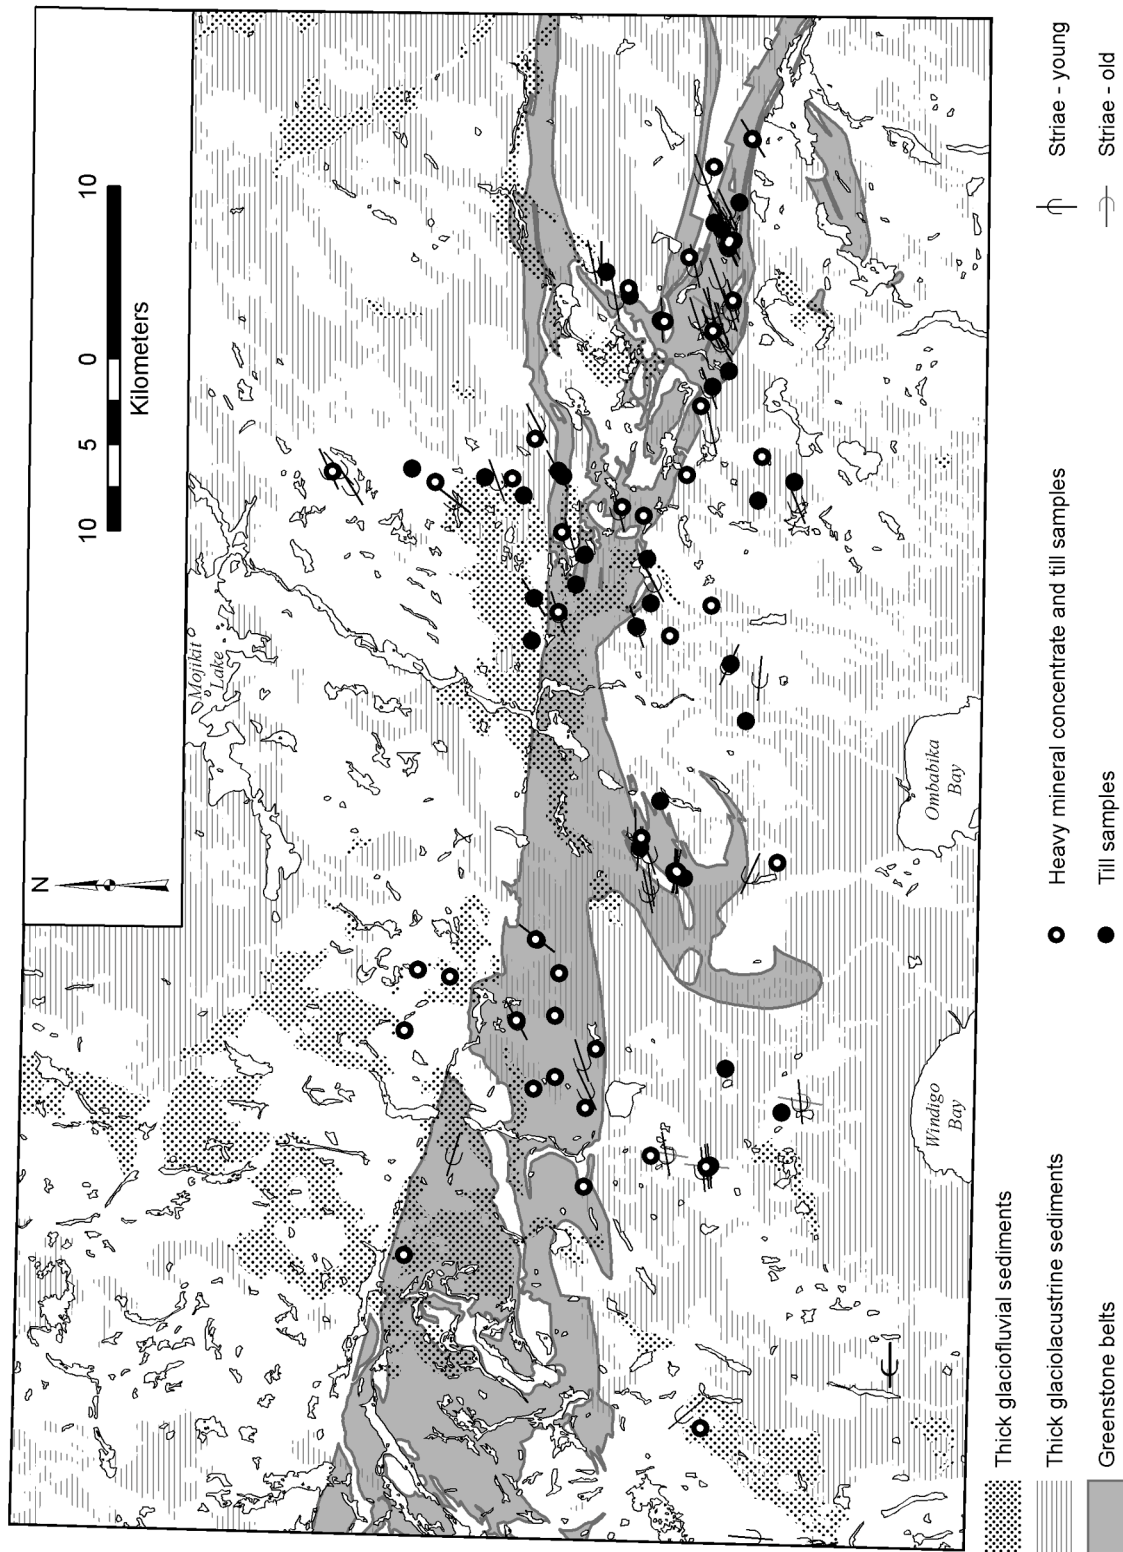 N
10 5 0 10
Kilometers
Mojikit
Lake
Ombabika
Bay
Windigo
Bay
Thick glaciofluvial sediments
Thick glaciolacustrine sediments
Greenstone belts
Heavy mineral concentrate and till samples
Till samples
Striae - young
Striae - old